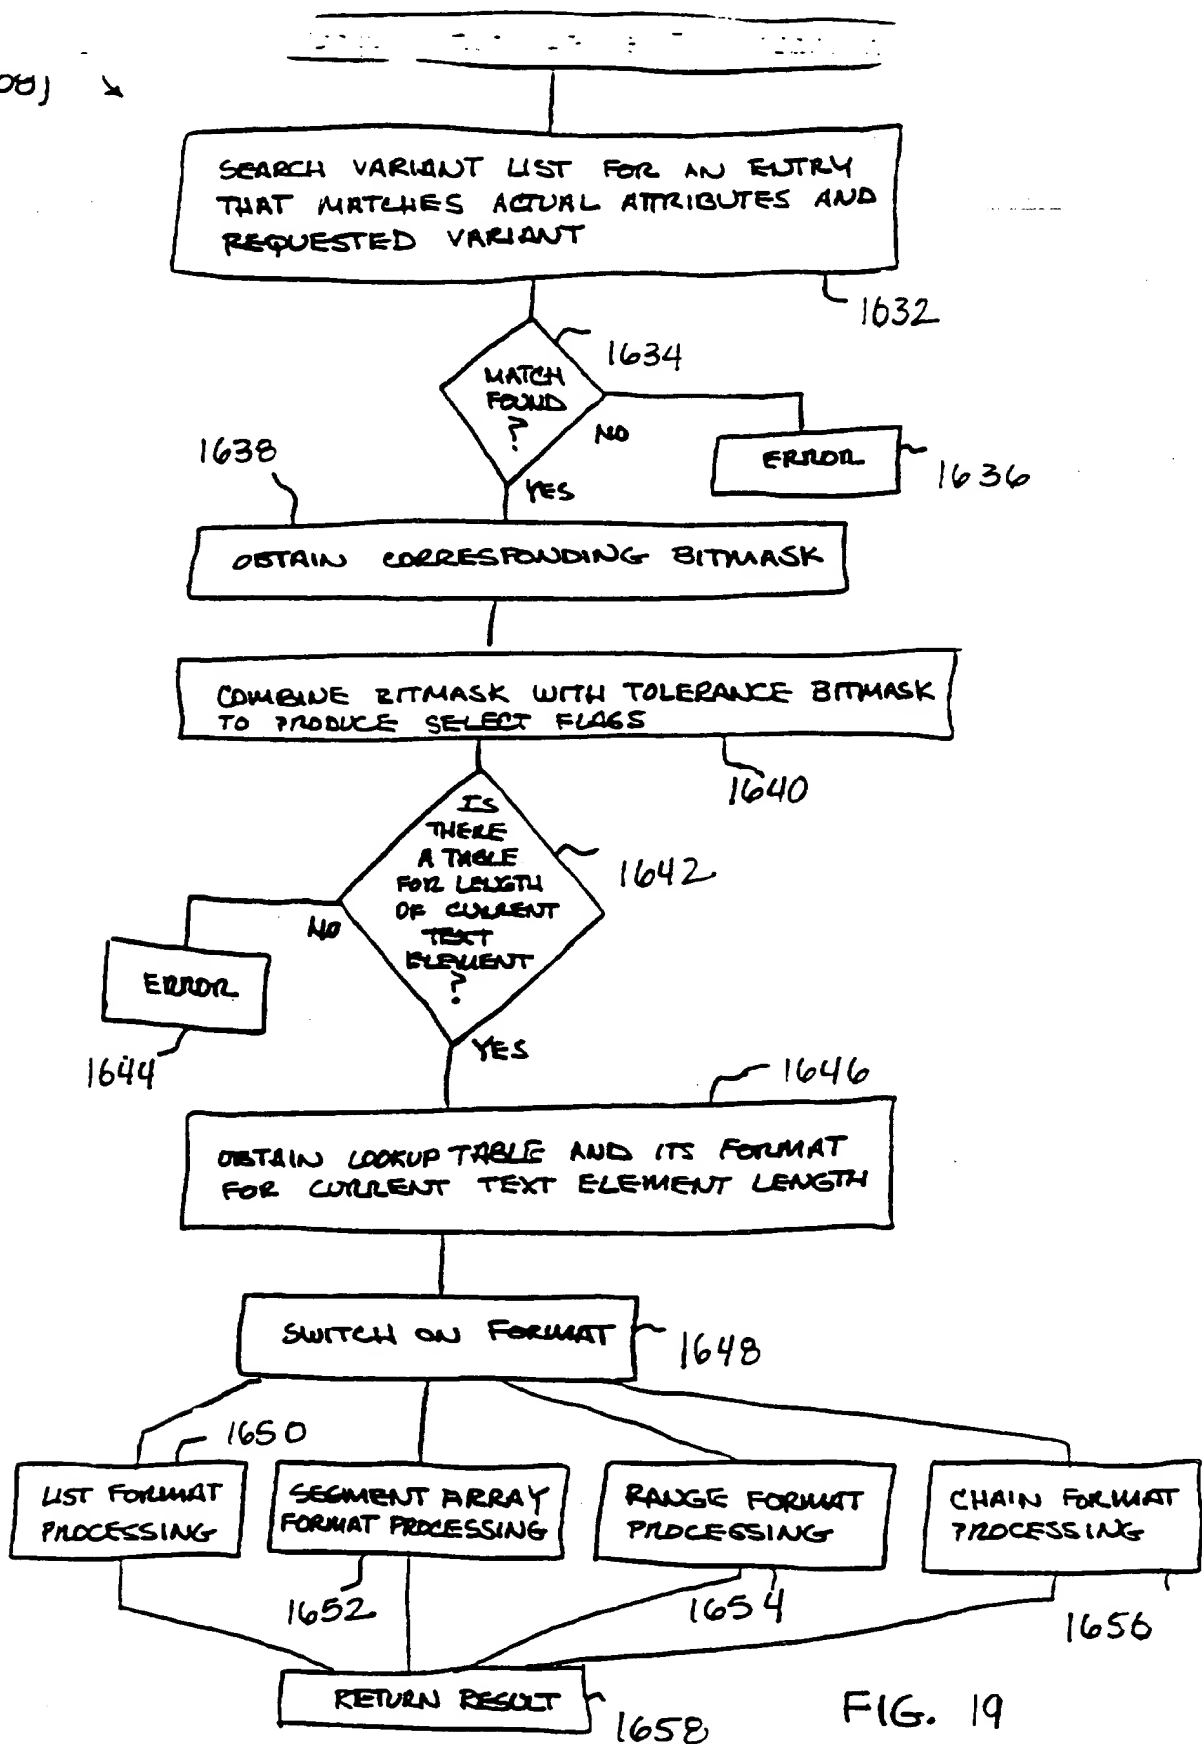 SEARCH VARIANT LIST FOR AN ENTRY
THAT MATCHES ACTUAL ATTRIBUTES AND
REQUESTED VARIANT
1632
1634
MATCH
FOUND
?
NO
ERROR
1636
1638
YES
OBTAIN CORRESPONDING BITMASK
COMBINE BITMASK WITH TOLERANCE BITMASK
TO PRODUCE SELECT FLAGS
1640
IS
THERE
A TABLE
FOR LENGTH
OF CURRENT
TEXT
ELEMENT
?
1642
NO
ERROR
1644
YES
1646
OBTAIN LOOKUP TABLE AND ITS FORMAT
FOR CURRENT TEXT ELEMENT LENGTH
SWITCH ON FORMAT
1648
1650
LIST FORMAT
PROCESSING
SEGMENT ARRAY
FORMAT PROCESSING
RANGE FORMAT
PROCESSING
CHAIN FORMAT
PROCESSING
1652
1654
1656
RETURN RESULT
1658
FIG. 19